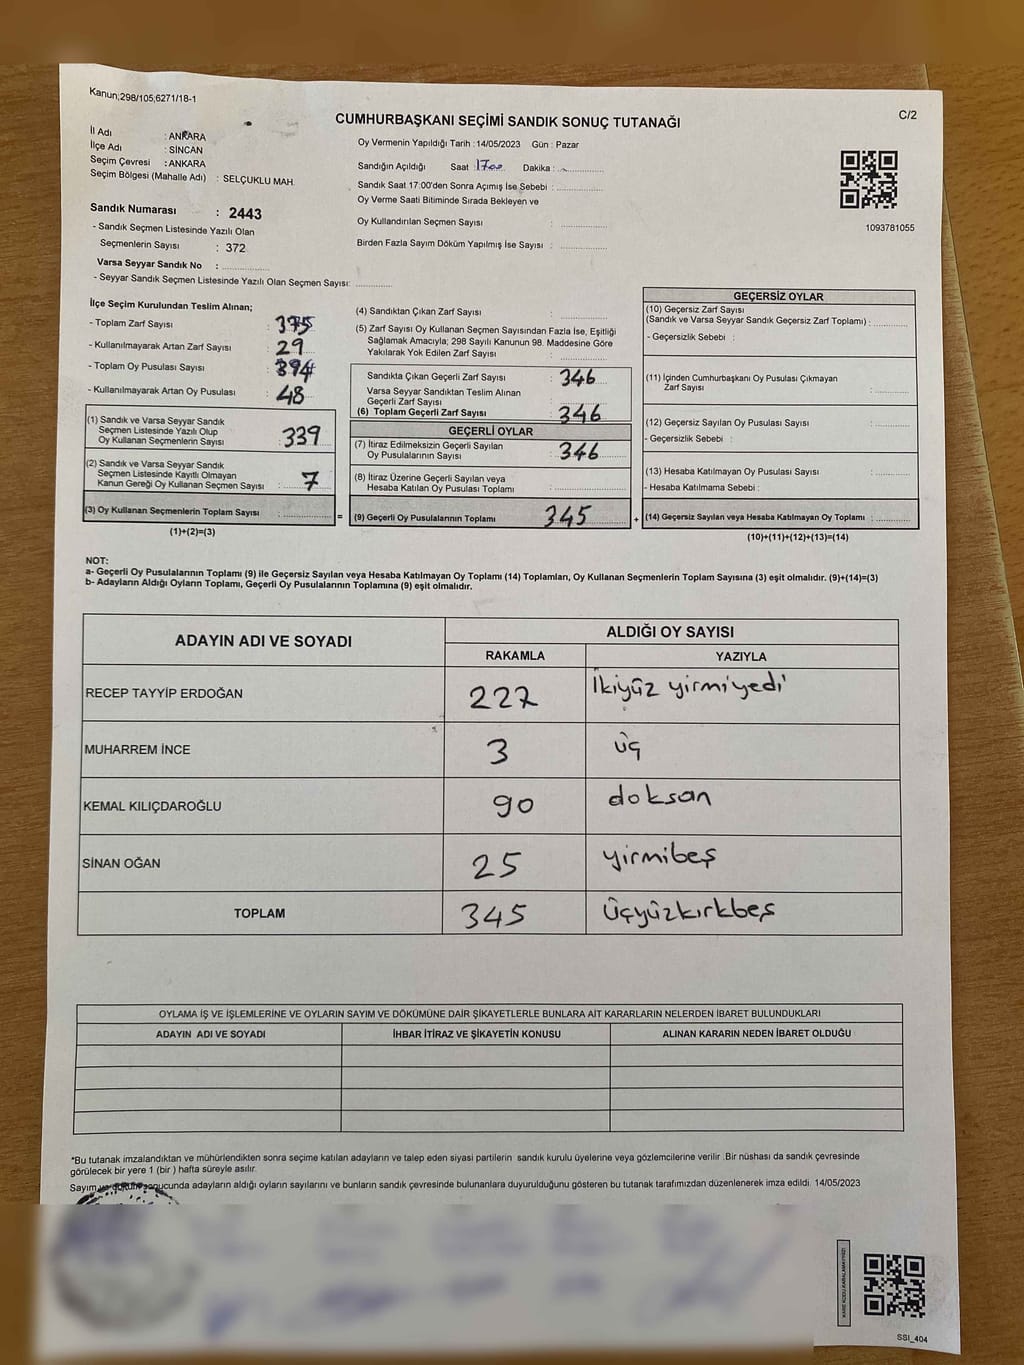 Kanun;298/105;6271/18-1
C/2
CUMHURBAŞKANI SEÇİMİ SANDIK SONUÇ TUTANAĞI
İl Adı : ANKARA
İlçe Adı : SİNCAN
Seçim Çevresi : ANKARA
Seçim Bölgesi (Mahalle Adı) : SELÇUKLU MAH.
Sandık Numarası : 2443
- Sandık Seçmen Listesinde Yazılı Olan
Seçmenlerin Sayısı : 372
Varsa Seyyar Sandık No :
- Seyyar Sandık Seçmen Listesinde Yazılı Olan Seçmen Sayısı:
Oy Vermenin Yapıldığı Tarih : 14/05/2023 Gün : Pazar
Sandığın Açıldığı Saat : 17oo Dakika :
Sandık Saat 17:00'den Sonra Açımış İse Sebebi :
Oy Verme Saati Bitiminde Sırada Bekleyen ve
Oy Kullandırılan Seçmen Sayısı :
Birden Fazla Sayım Döküm Yapılmış İse Sayısı :
1093781055
İlçe Seçim Kurulundan Teslim Alınan;
- Toplam Zarf Sayısı : 375
- Kullanılmayarak Artan Zarf Sayısı : 29
- Toplam Oy Pusulası Sayısı : 394
- Kullanılmayarak Artan Oy Pusulası : 48
(1) Sandık ve Varsa Seyyar Sandık
Seçmen Listesinde Yazılı Olup
Oy Kullanan Seçmenlerin Sayısı : 339
(2) Sandık ve Varsa Seyyar Sandık
Seçmen Listesinde Kayıtlı Olmayan
Kanun Gereği Oy Kullanan Seçmen Sayısı : 7
(3) Oy Kullanan Seçmenlerin Toplam Sayısı :
(1)+(2)=(3)
=
(4) Sandıktan Çıkan Zarf Sayısı :
(5) Zarf Sayısı Oy Kullanan Seçmen Sayısından Fazla İse, Eşitliği
Sağlamak Amacıyla; 298 Sayılı Kanunun 98. Maddesine Göre
Yakılarak Yok Edilen Zarf Sayısı :
Sandıkta Çıkan Geçerli Zarf Sayısı : 346
Varsa Seyyar Sandıktan Teslim Alınan
Geçerli Zarf Sayısı :
(6) Toplam Geçerli Zarf Sayısı : 346
GEÇERLİ OYLAR
(7) İtiraz Edilmeksizin Geçerli Sayılan
Oy Pusulalarının Sayısı : 346
(8) İtiraz Üzerine Geçerli Sayılan veya
Hesaba Katılan Oy Pusulası Toplamı :
(9) Geçerli Oy Pusulalarının Toplamı 345
+
GEÇERSİZ OYLAR
(10) Geçersiz Zarf Sayısı
(Sandık ve Varsa Seyyar Sandık Geçersiz Zarf Toplamı) :
- Geçersizlik Sebebi :
(11) İçinden Cumhurbaşkanı Oy Pusulası Çıkmayan
Zarf Sayısı :
(12) Geçersiz Sayılan Oy Pusulası Sayısı :
- Geçersizlik Sebebi :
(13) Hesaba Katılmayan Oy Pusulası Sayısı :
- Hesaba Katılmama Sebebi :
(14) Geçersiz Sayılan veya Hesaba Katılmayan Oy Toplamı :
(10)+(11)+(12)+(13)=(14)
NOT:
a- Geçerli Oy Pusulalarının Toplamı (9) ile Geçersiz Sayılan veya Hesaba Katılmayan Oy Toplamı (14) Toplamları, Oy Kullanan Seçmenlerin Toplam Sayısına (3) eşit olmalıdır. (9)+(14)=(3)
b- Adayların Aldığı Oyların Toplamı, Geçerli Oy Pusulalarının Toplamına (9) eşit olmalıdır.
ADAYIN ADI VE SOYADI
ALDIĞI OY SAYISI
RAKAMLA YAZIYLA
RECEP TAYYİP ERDOĞAN 227 İkiyüz yirmiyedi
MUHARREM İNCE 3 üç
KEMAL KILIÇDAROĞLU 90 doksan
SİNAN OĞAN 25 yirmibeş
TOPLAM 345 üçyüzkırkbeş
OYLAMA İŞ VE İŞLEMLERİNE VE OYLARIN SAYIM VE DÖKÜMÜNE DAİR ŞİKAYETLERLE BUNLARA AİT KARARLARIN NELERDEN İBARET BULUNDUKLARI
ADAYIN ADI VE SOYADI İHBAR İTİRAZ VE ŞİKAYETİN KONUSU ALINAN KARARIN NEDEN İBARET OLDUĞU
*Bu tutanak imzalandıktan ve mühürlendikten sonra seçime katılan adayların ve talep eden siyasi partilerin sandık kurulu üyelerine veya gözlemcilerine verilir .Bir nüshası da sandık çevresinde
görülecek bir yere 1 (bir ) hafta süreyle asılır.
Sayım ve döküm sonucunda adayların aldığı oyların sayılarını ve bunların sandık çevresinde bulunanlara duyurulduğunu gösteren bu tutanak tarafımızdan düzenlenerek imza edildi. 14/05/2023
SSI_404